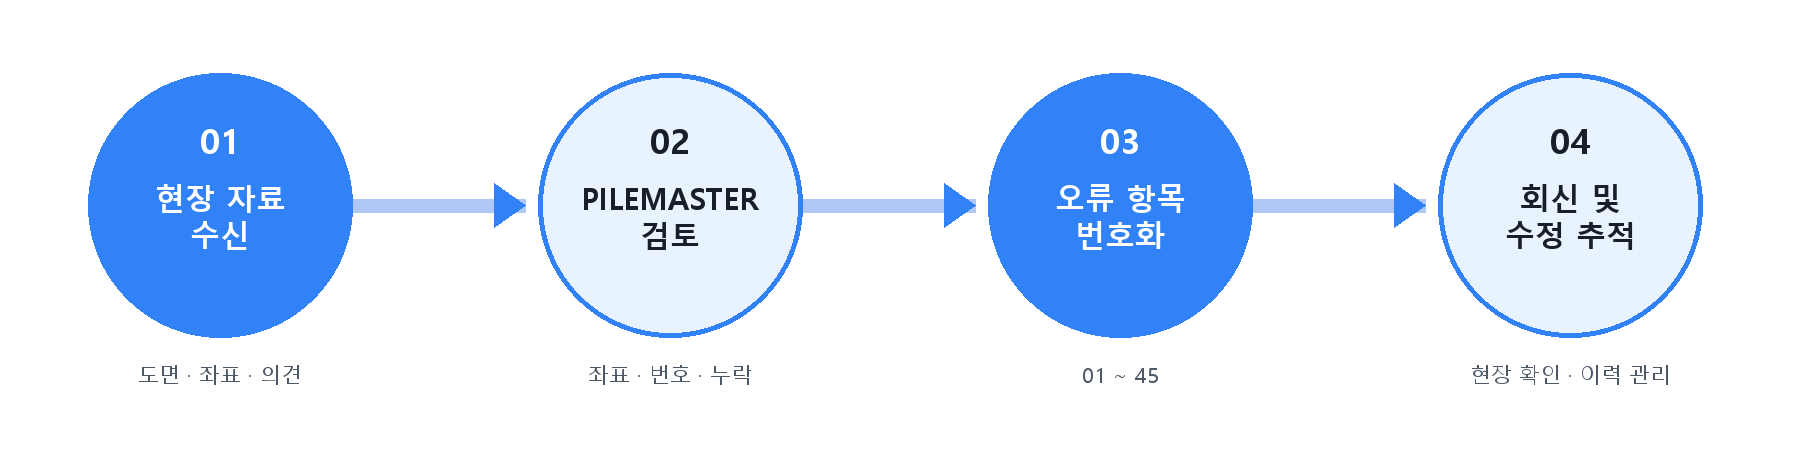 01
현장 자료
수신
도면 · 좌표 · 의견
02
PILEMASTER
검토
좌표 · 번호 · 누락
03
오류 항목
번호화
01 ~ 45
04
회신 및
수정 추적
현장 확인 · 이력 관리